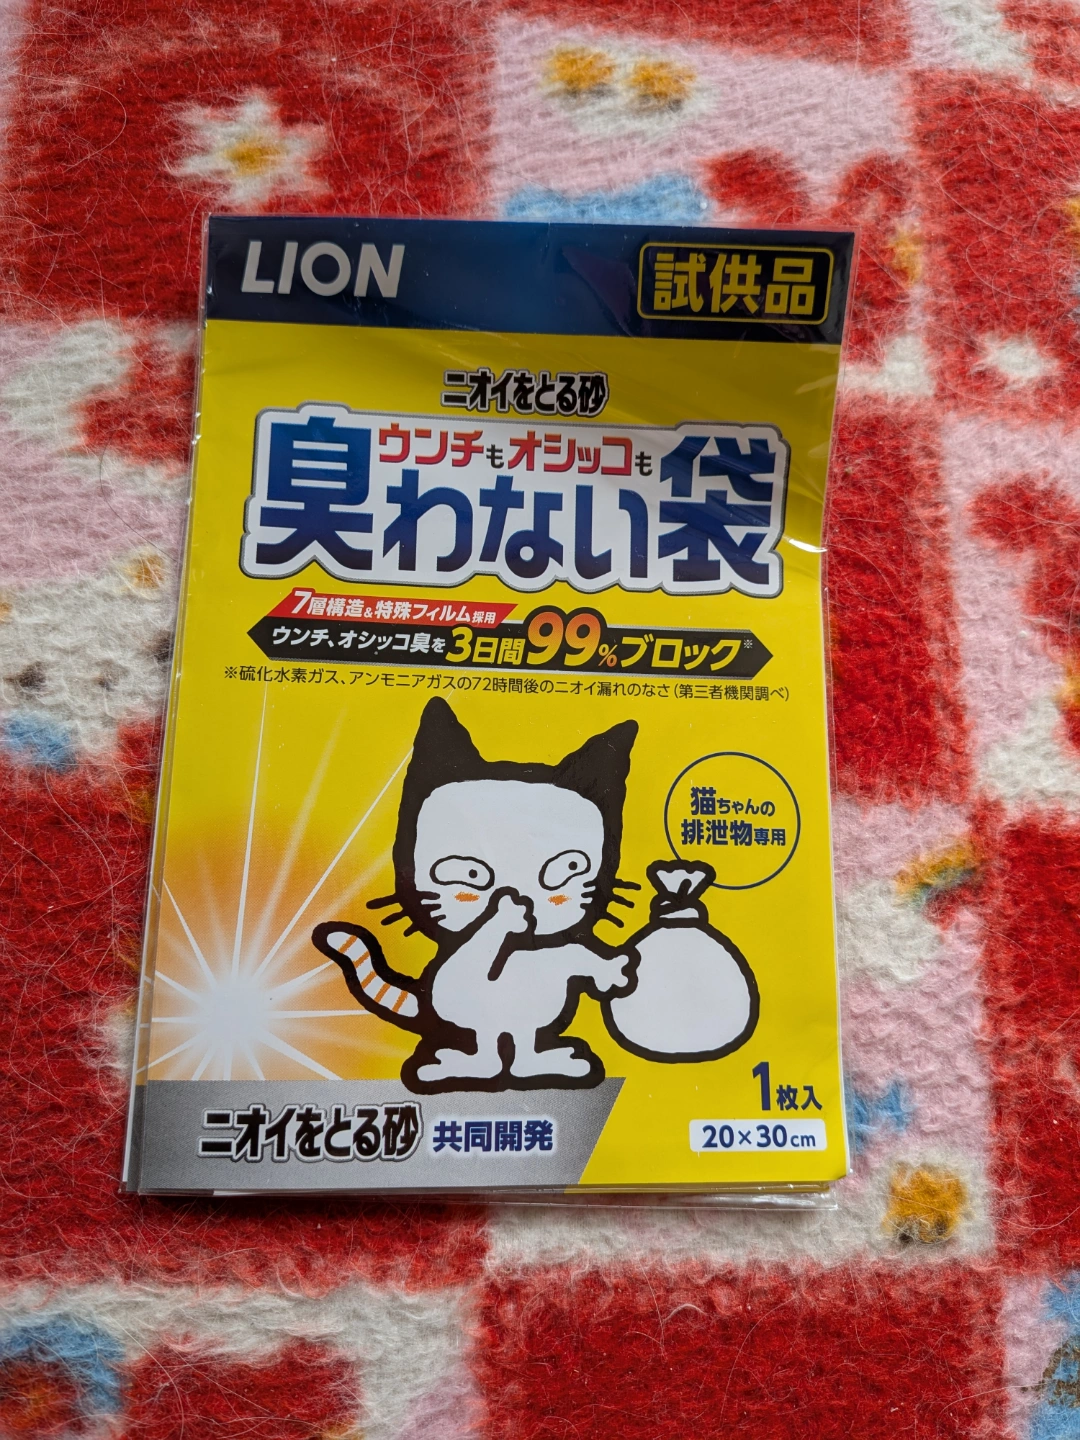 LION
試供品
ニオイをとる砂
ウンチもオシッコも
臭わない袋
7層構造&特殊フィルム採用
ウンチ、オシッコ臭を3日間99%ブロック※
※硫化水素ガス、アンモニアガスの72時間後のニオイ漏れのなさ(第三者機関調べ)
猫ちゃんの
排泄物専用
1枚入
20×30cm
ニオイをとる砂 共同開発